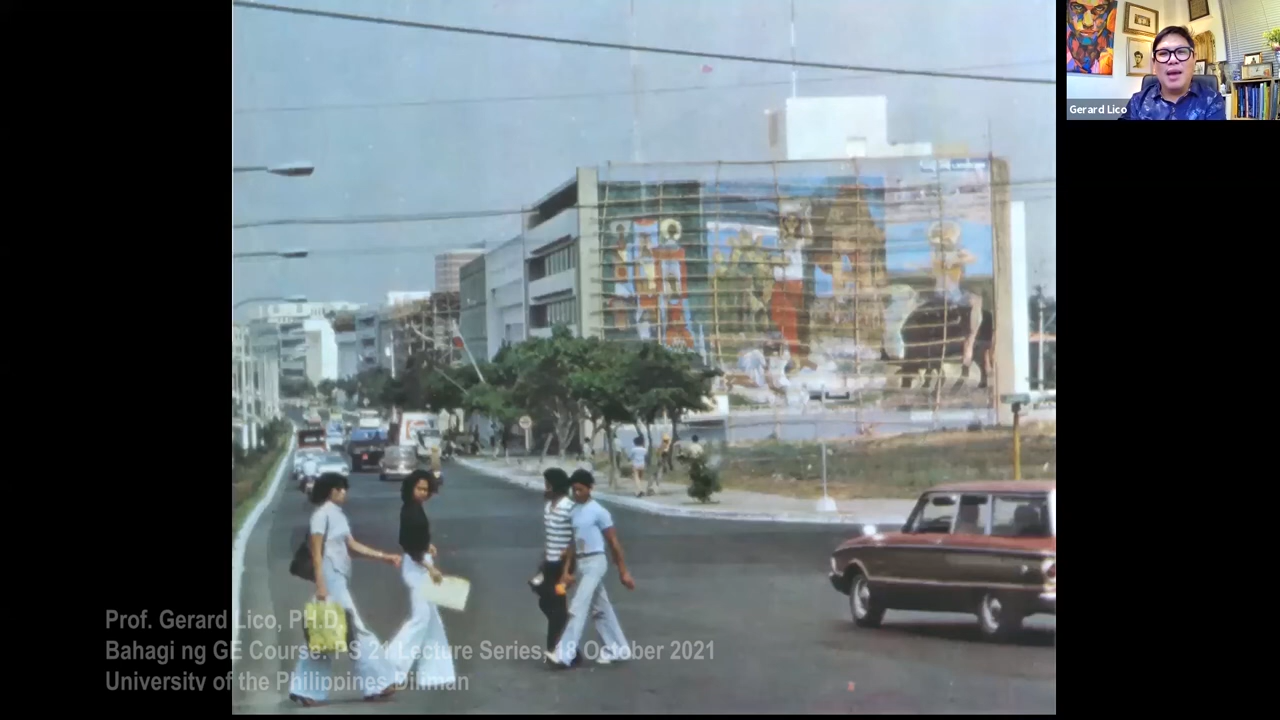 Gerard Lico
Prof. Gerard Lico, PH.D.
Bahagi ng GE Course: PS 21 Lecture Series, 18 October 2021
University of the Philippines Diliman